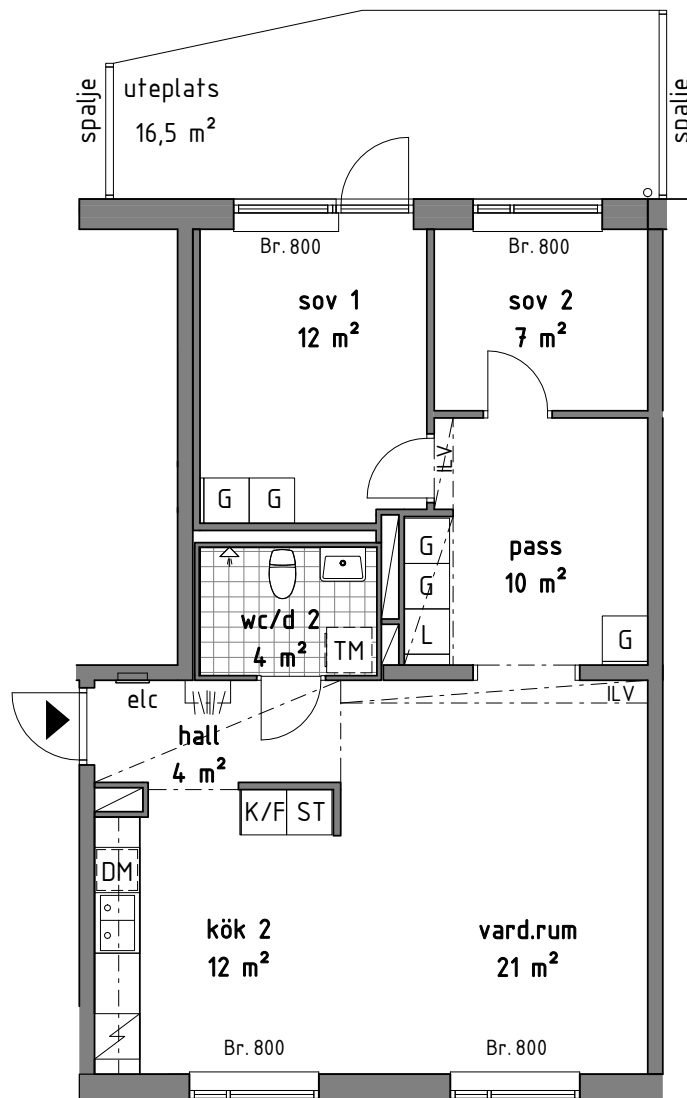 spalje
uteplats
16,5 m²
spalje
Br. 800
Br. 800
sov 1
12 m²
sov 2
7 m²
ILV
G
G
G
G
L
pass
10 m²
G
wc/d 2
4 m²
TM
elc
ILV
hall
4 m²
K/F
ST
DM
kök 2
12 m²
vard.rum
21 m²
Br. 800
Br. 800